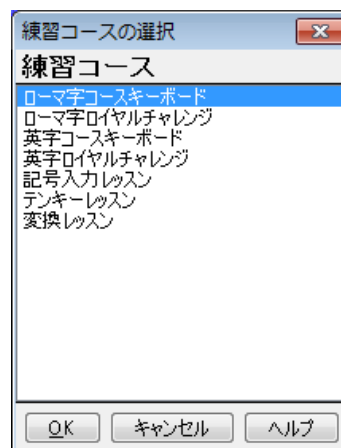 練習コースの選択
練習コース
ローマ字コースキーボード
ローマ字ロイヤルチャレンジ
英字コースキーボード
英字ロイヤルチャレンジ
記号入力レッスン
テンキーレッスン
変換レッスン
OK キャンセル ヘルプ